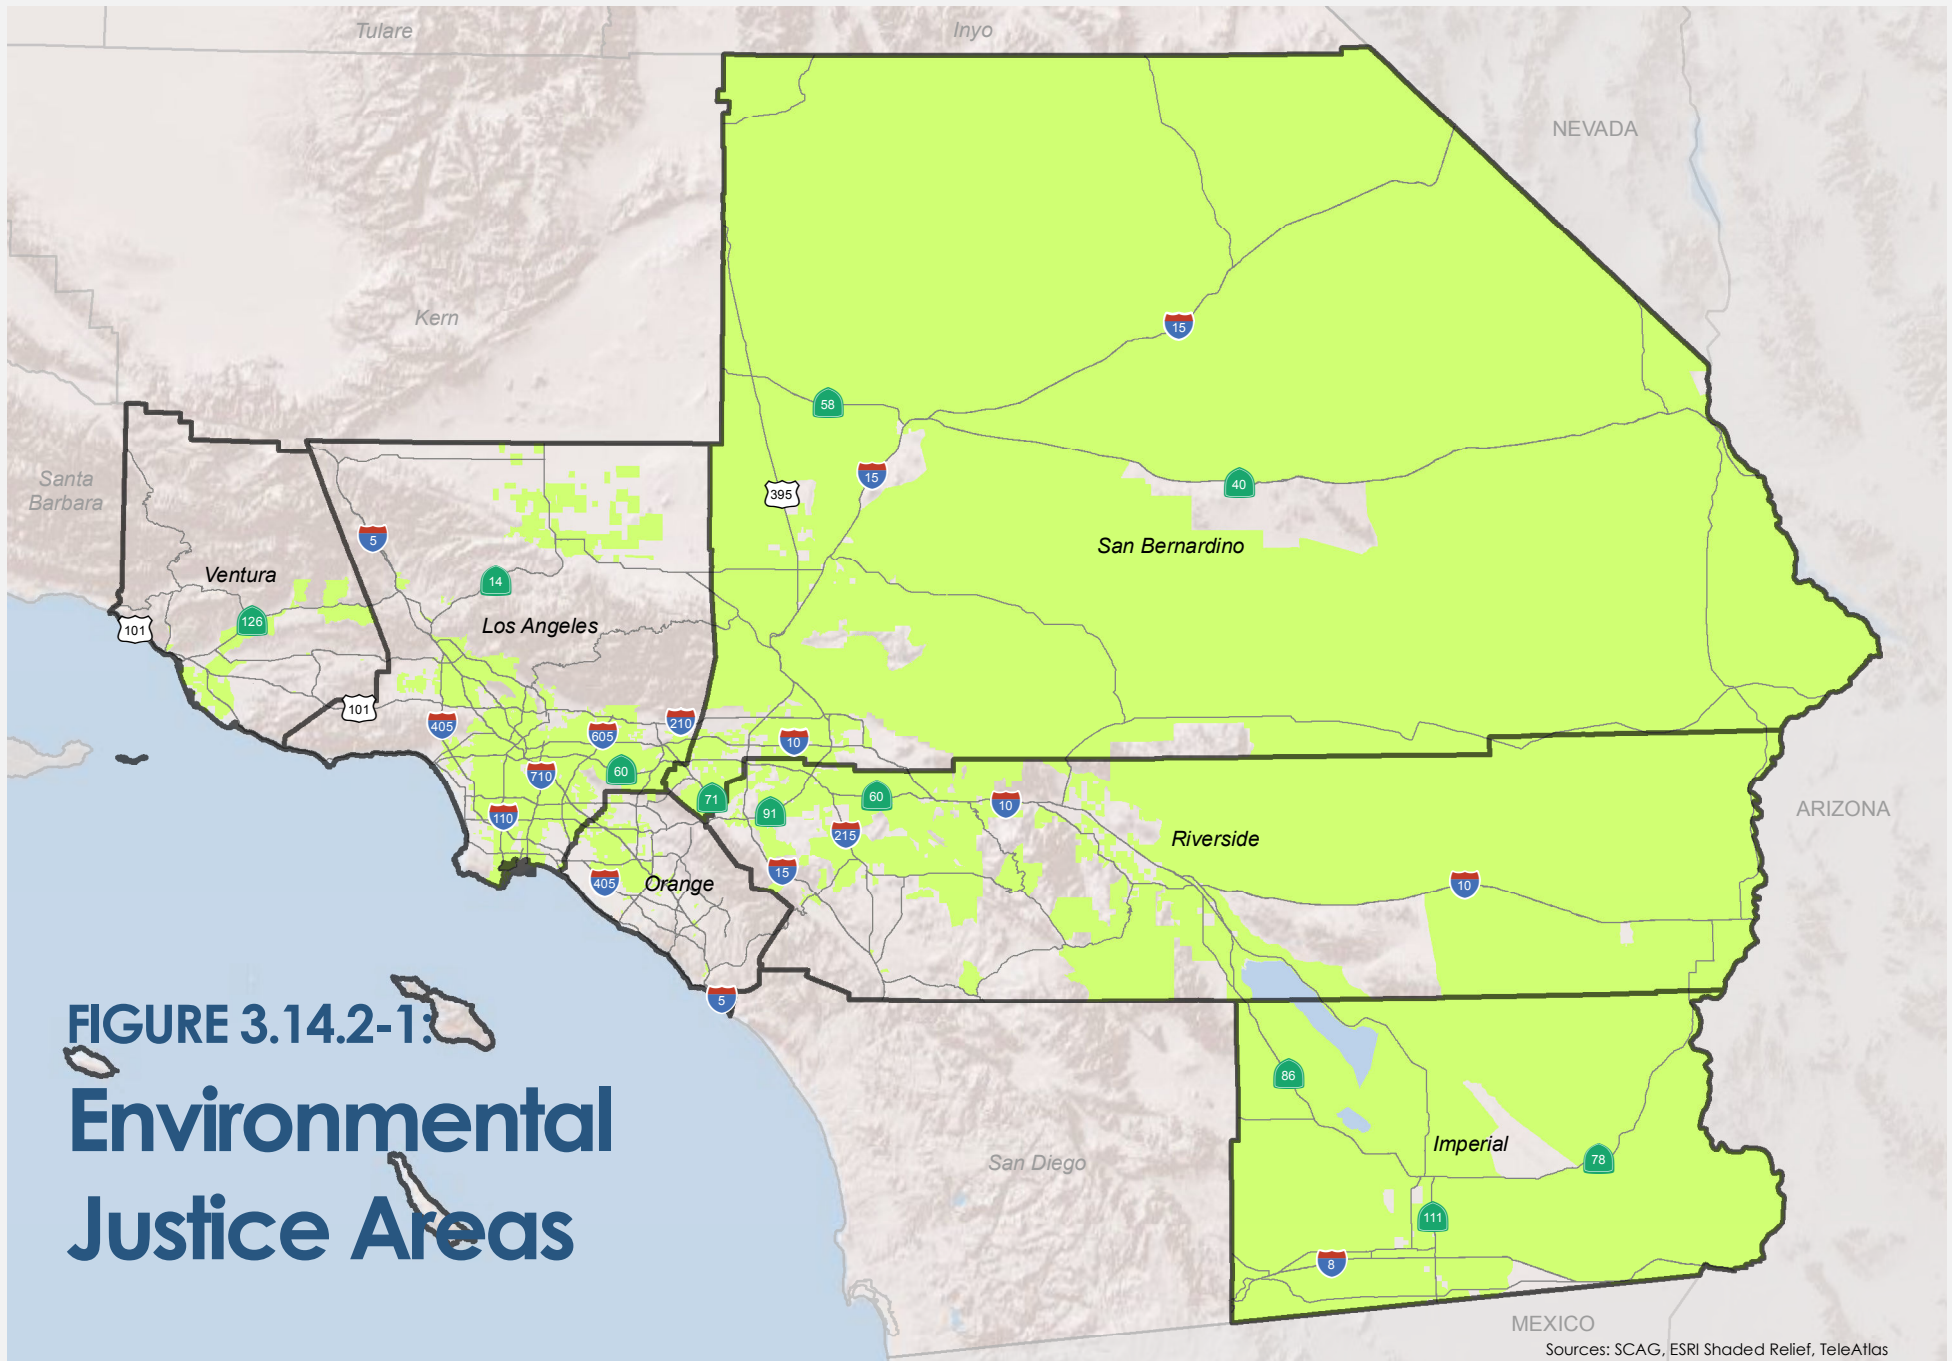 Tulare
Inyo
NEVADA
Kern
15
58
Santa
Barbara
395
15
40
San Bernardino
5
14
Ventura
126
101
Los Angeles
101
405
605
210
10
710
60
71
91
60
10
110
215
Riverside
ARIZONA
405
Orange
15
10
5
FIGURE 3.14.2-1:
Environmental
Justice Areas
86
San Diego
Imperial
78
111
8
MEXICO
Sources: SCAG, ESRI Shaded Relief, TeleAtlas